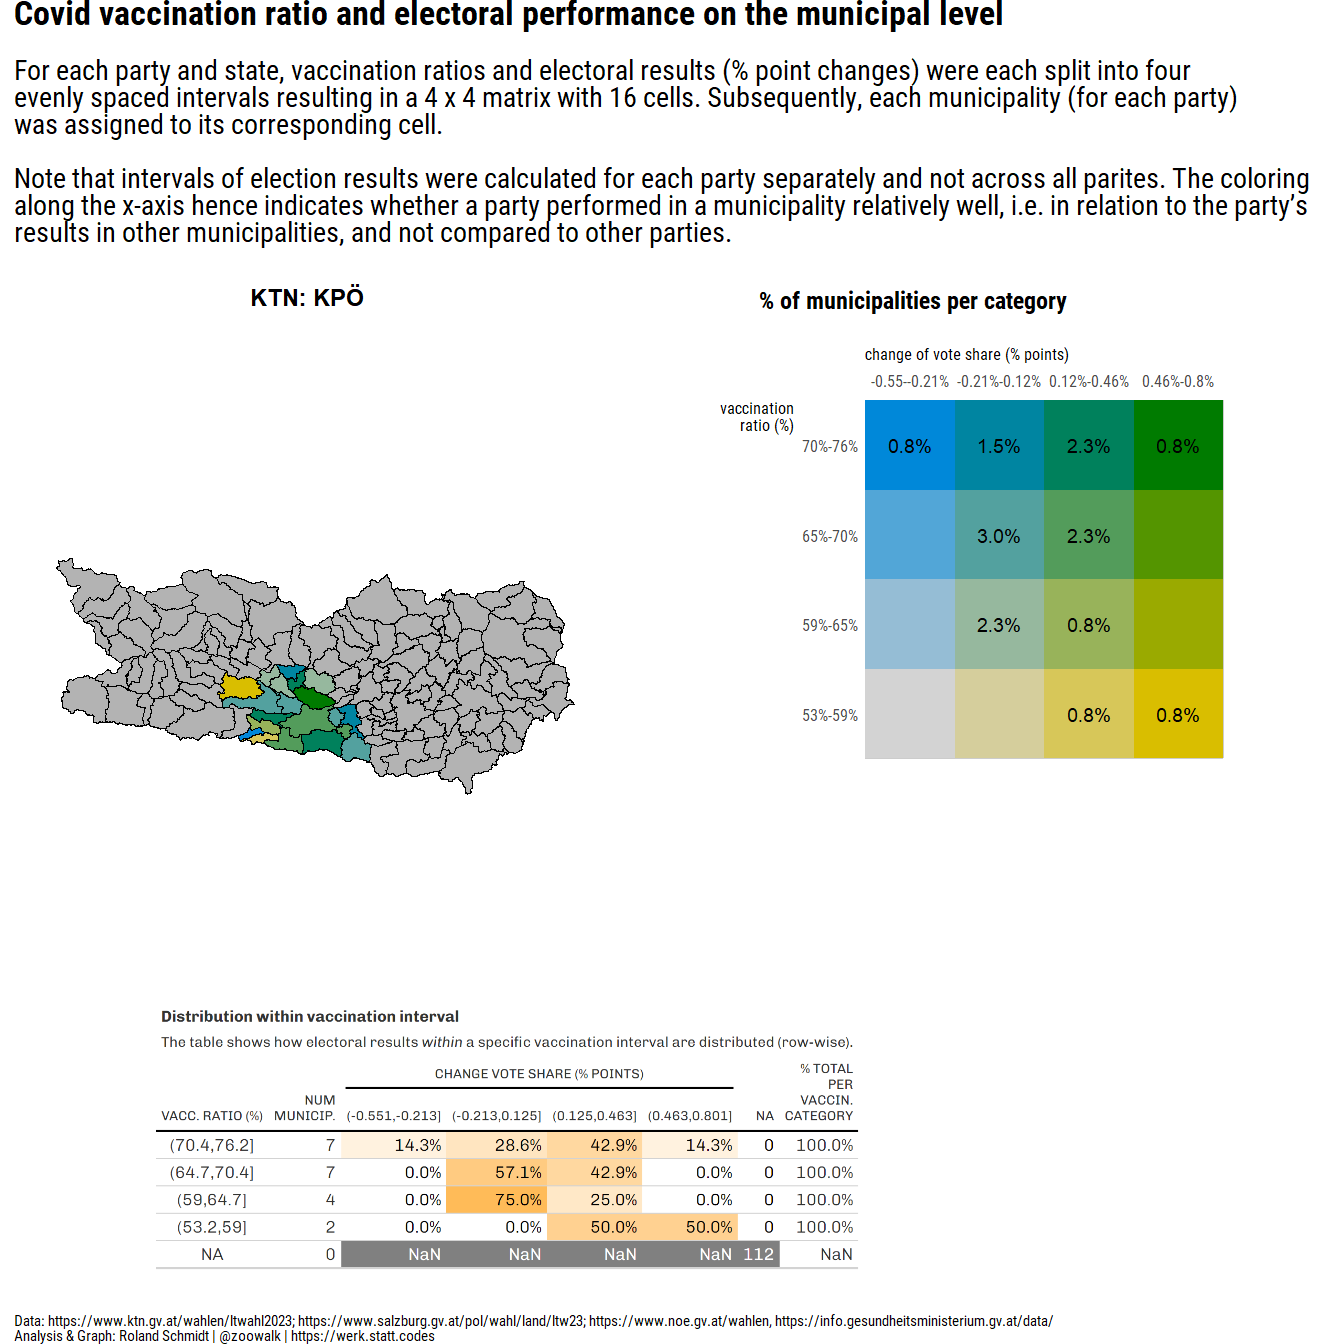 Covid vaccination ratio and electoral performance on the municipal level
For each party and state, vaccination ratios and electoral results (% point changes) were each split into four
evenly spaced intervals resulting in a 4 x 4 matrix with 16 cells. Subsequently, each municipality (for each party)
was assigned to its corresponding cell.
Note that intervals of election results were calculated for each party separately and not across all parites. The coloring
along the x-axis hence indicates whether a party performed in a municipality relatively well, i.e. in relation to the party's
results in other municipalities, and not compared to other parties.
KTN: KPÖ
% of municipalities per category
change of vote share (% points)
-0.55--0.21% -0.21%-0.12% 0.12%-0.46% 0.46%-0.8%
vaccination
ratio (%)
70%-76% 0.8% 1.5% 2.3% 0.8%
65%-70% 3.0% 2.3%
59%-65% 2.3% 0.8%
53%-59% 0.8% 0.8%
Distribution within vaccination interval
The table shows how electoral results within a specific vaccination interval are distributed (row-wise).
CHANGE VOTE SHARE (% POINTS)
% TOTAL
PER
VACCIN.
CATEGORY
NUM
MUNICIP.
VACC. RATIO (%) (-0.551,-0.213] (-0.213,0.125] (0.125,0.463] (0.463,0.801] NA
(70.4,76.2] 7 14.3% 28.6% 42.9% 14.3% 0 100.0%
(64.7,70.4] 7 0.0% 57.1% 42.9% 0.0% 0 100.0%
(59,64.7] 4 0.0% 75.0% 25.0% 0.0% 0 100.0%
(53.2,59] 2 0.0% 0.0% 50.0% 50.0% 0 100.0%
NA 0 NaN NaN NaN NaN 112 NaN
Data: https://www.ktn.gv.at/wahlen/ltwahl2023; https://www.salzburg.gv.at/pol/wahl/land/ltw23; https://www.noe.gv.at/wahlen, https://info.gesundheitsministerium.gv.at/data/
Analysis & Graph: Roland Schmidt | @zoowalk | https://werk.statt.codes